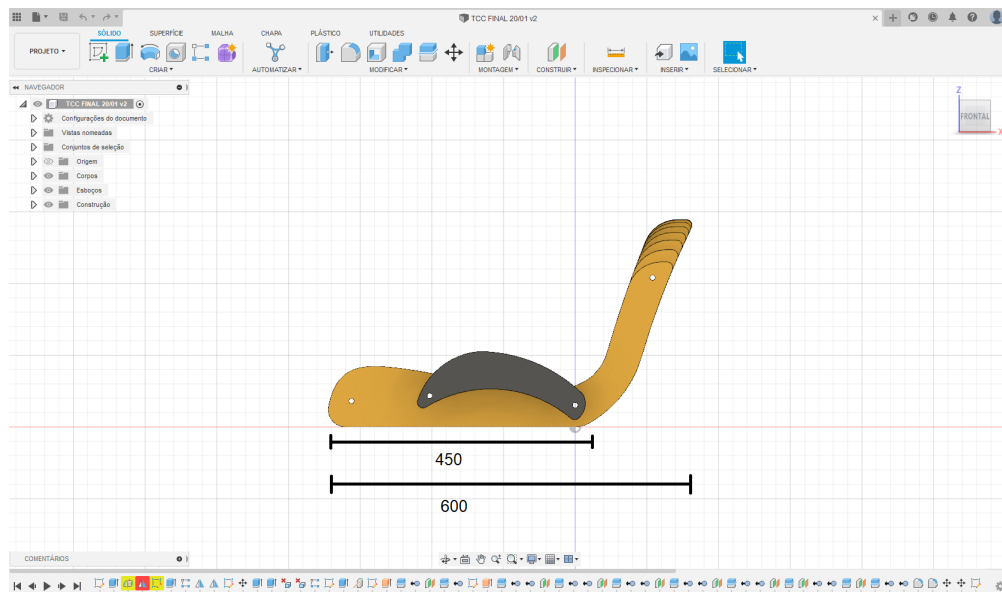 TCC FINAL 20/01 v2
PROJETO
SÓLIDO SUPERFÍCIE MALHA CHAPA PLÁSTICO UTILIDADES
CRIAR AUTOMATIZAR MODIFICAR MONTAGEM CONSTRUIR INSPECIONAR INSERIR SELECIONAR
NAVEGADOR
TCC FINAL 20/01 v2
Configurações do documento
Vistas nomeadas
Conjuntos de seleção
Origem
Corpos
Esboços
Construção
Z
FRONTAL
X
450
600
COMENTÁRIOS